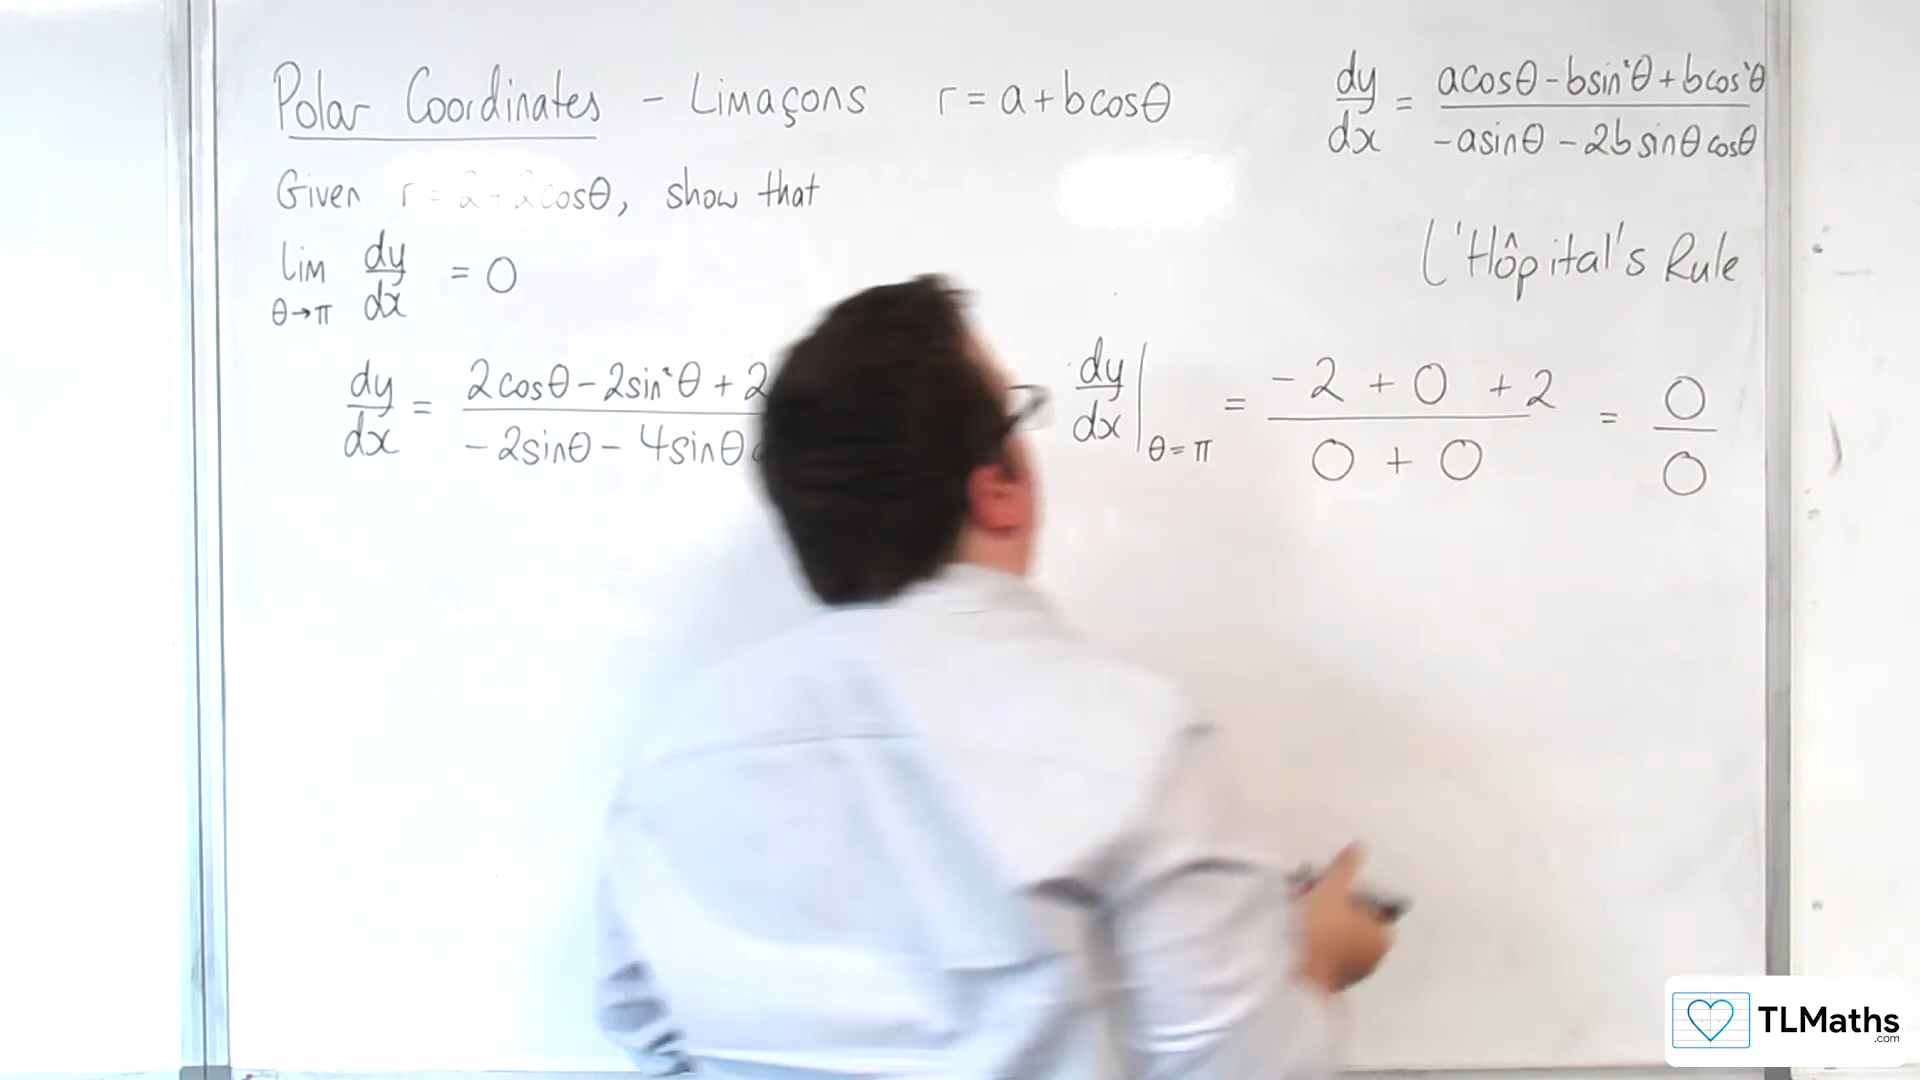 Polar Coordinates - Limaçons r = a + bcosθ
dy/dx = (acosθ - bsin²θ + bcos²θ)/(-asinθ - 2bsinθcosθ)
Given r = 2 + 2cosθ, show that
L'Hôpital's Rule
lim θ→π dy/dx = 0
dy/dx = (2cosθ - 2sin²θ + 2)/(-2sinθ - 4sinθ)
dy/dx | θ=π = (-2 + 0 + 2)/(0 + 0) = 0/0
TLMaths
.com